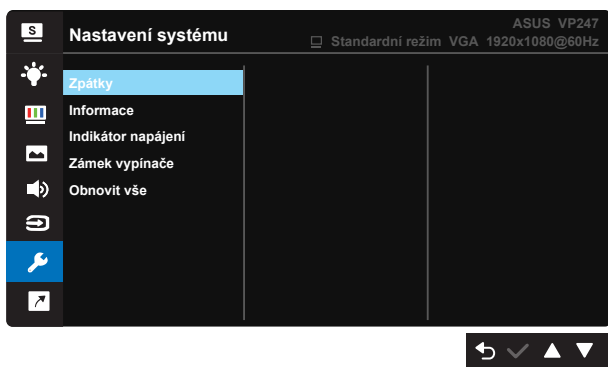 S
Nastavení systému
ASUS VP247
Standardní režim VGA 1920x1080@60Hz
Zpátky
Informace
Indikátor napájení
Zámek vypínače
Obnovit vše